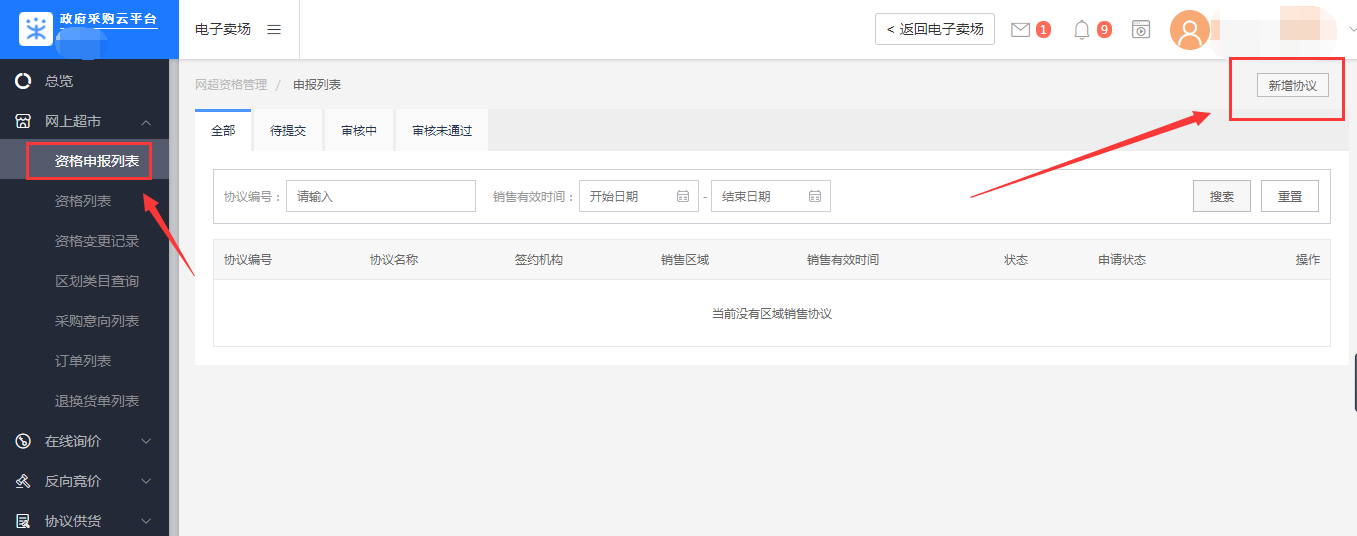 政府采购云平台
电子卖场
< 返回电子卖场
1
9
总览
网上超市
资格申报列表
资格列表
资格变更记录
区划类目查询
采购意向列表
订单列表
退换货单列表
在线询价
反向竞价
协议供货
网超资格管理 / 申报列表
新增协议
全部 待提交 审核中 审核未通过
协议编号： 请输入 销售有效时间： 开始日期 - 结束日期 搜索 重置
协议编号 协议名称 签约机构 销售区域 销售有效时间 状态 申请状态 操作
当前没有区域销售协议